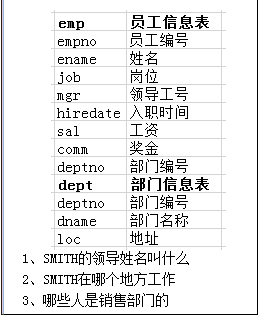 emp 员工信息表
empno 员工编号
ename 姓名
job 岗位
mgr 领导工号
hiredate 入职时间
sal 工资
comm 奖金
deptno 部门编号
dept 部门信息表
deptno 部门编号
dname 部门名称
loc 地址
1、SMITH的领导姓名叫什么
2、SMITH在哪个地方工作
3、哪些人是销售部门的